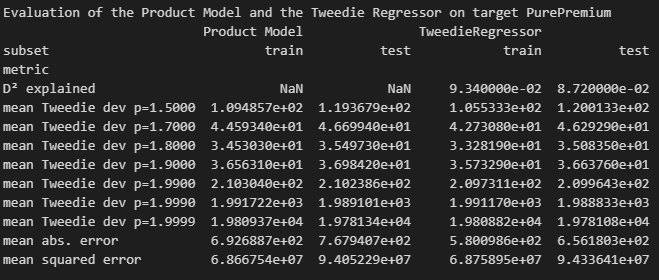 Evaluation of the Product Model and the Tweedie Regressor on target PurePremium
Product Model TweedieRegressor
subset train test train test
metric
D² explained NaN NaN 9.340000e-02 8.720000e-02
mean Tweedie dev p=1.5000 1.094857e+02 1.193679e+02 1.055333e+02 1.200133e+02
mean Tweedie dev p=1.7000 4.459340e+01 4.669940e+01 4.273080e+01 4.629290e+01
mean Tweedie dev p=1.8000 3.453030e+01 3.549730e+01 3.328190e+01 3.508350e+01
mean Tweedie dev p=1.9000 3.656310e+01 3.698420e+01 3.573290e+01 3.663760e+01
mean Tweedie dev p=1.9900 2.103040e+02 2.102386e+02 2.097311e+02 2.099643e+02
mean Tweedie dev p=1.9990 1.991722e+03 1.989101e+03 1.991170e+03 1.988833e+03
mean Tweedie dev p=1.9999 1.980937e+04 1.978134e+04 1.980882e+04 1.978108e+04
mean abs. error 6.926887e+02 7.679407e+02 5.800986e+02 6.561803e+02
mean squared error 6.866754e+07 9.405229e+07 6.875895e+07 9.433641e+07